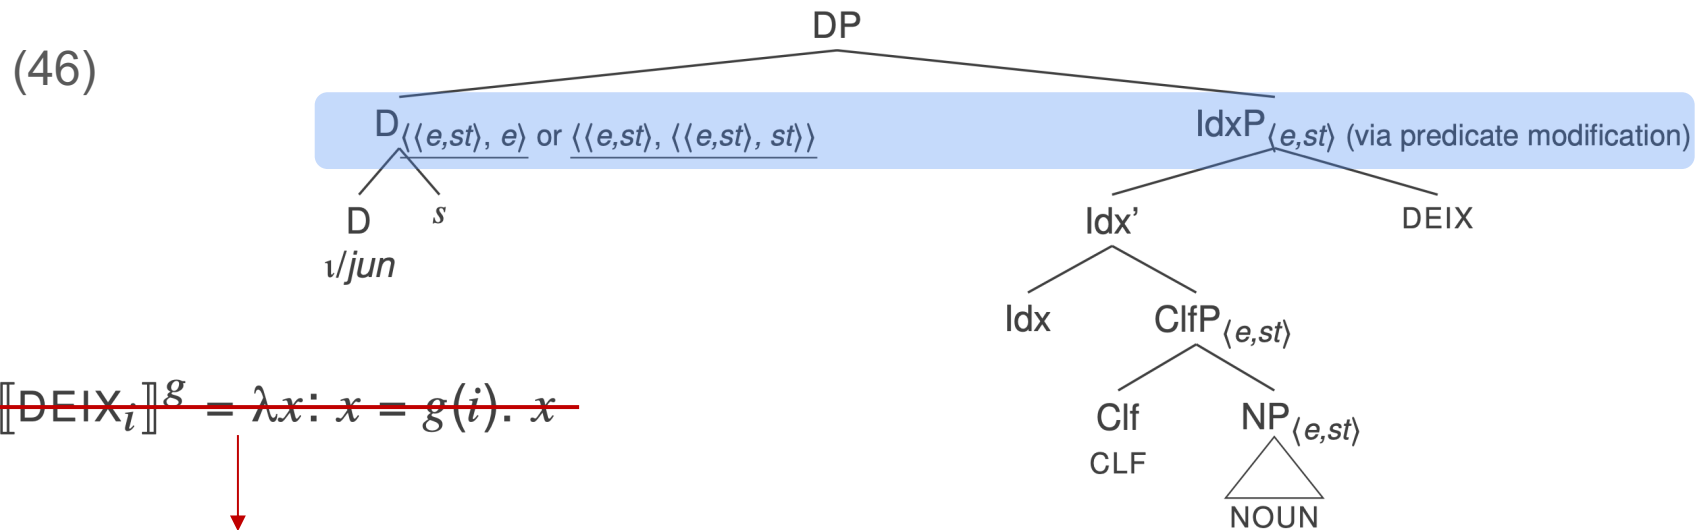 DP
(46)
D⟨⟨e,st⟩, e⟩ or ⟨⟨e,st⟩, ⟨⟨e,st⟩, st⟩⟩ IdxP⟨e,st⟩ (via predicate modification)
D s Idx’ DEIX
ι/jun
Idx ClfP⟨e,st⟩
⟦DEIXi⟧g = λx: x = g(i). x Clf NP⟨e,st⟩
CLF
NOUN